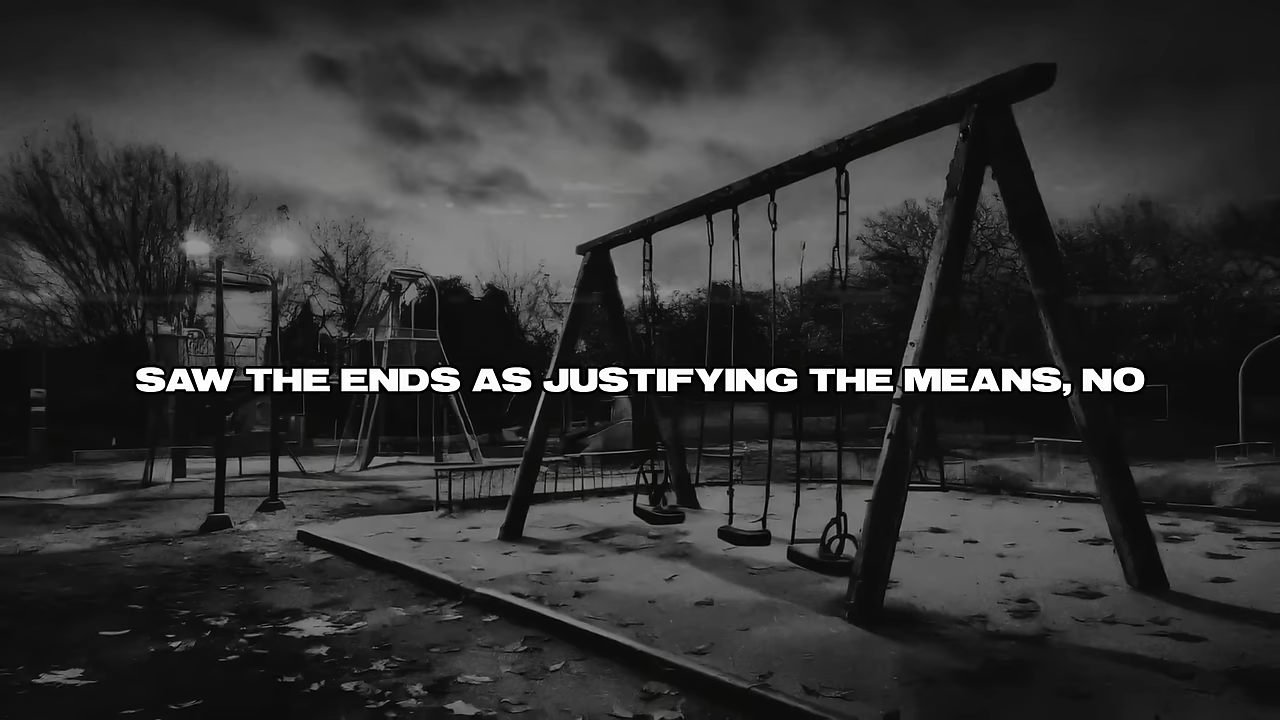 SAW THE ENDS AS JUSTIFYING THE MEANS, NO